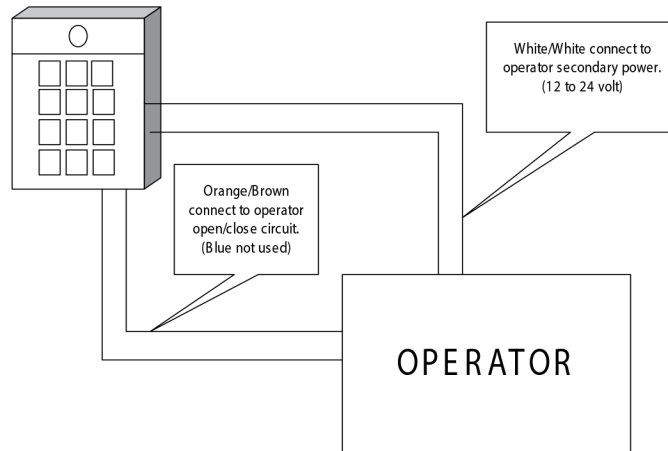 White/White connect to
operator secondary power.
(12 to 24 volt)
Orange/Brown
connect to operator
open/close circuit.
(Blue not used)
OPERATOR